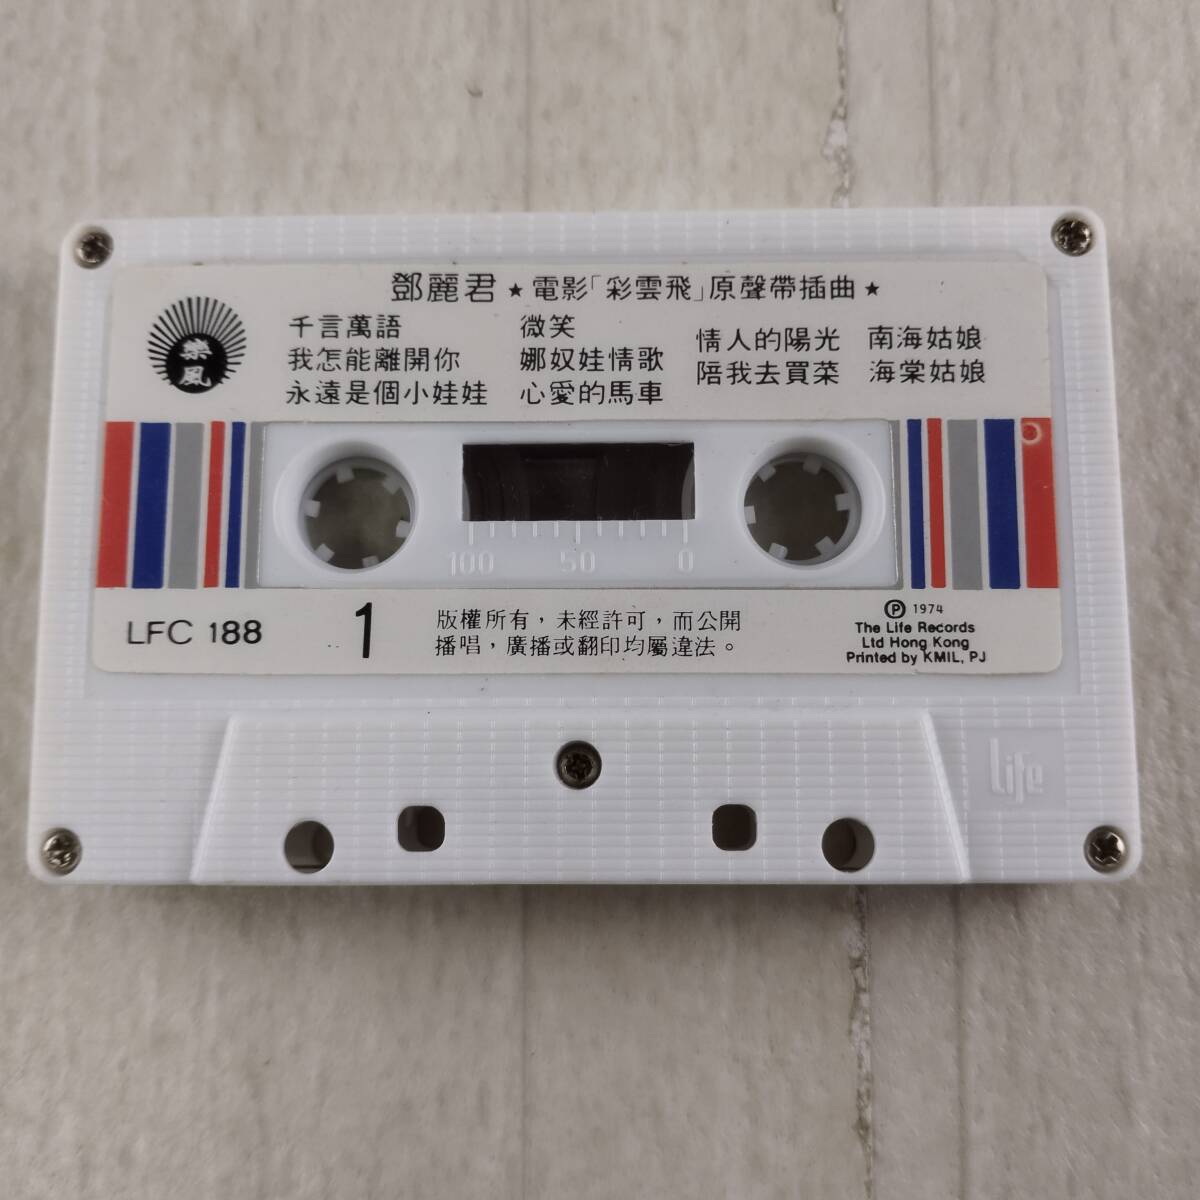 鄧麗君 ★ 電影「彩雲飛」原聲帶插曲 ★
樂風
千言萬語
我怎能離開你
永遠是個小娃娃
微笑
娜奴娃情歌
心愛的馬車
情人的陽光
陪我去買菜
南海姑娘
海棠姑娘
100 50 0
LFC 188
1
版權所有，未經許可，而公開
播唱，廣播或翻印均屬違法。
Ⓟ 1974
The Life Records
Ltd Hong Kong
Printed by KMIL, PJ
Life